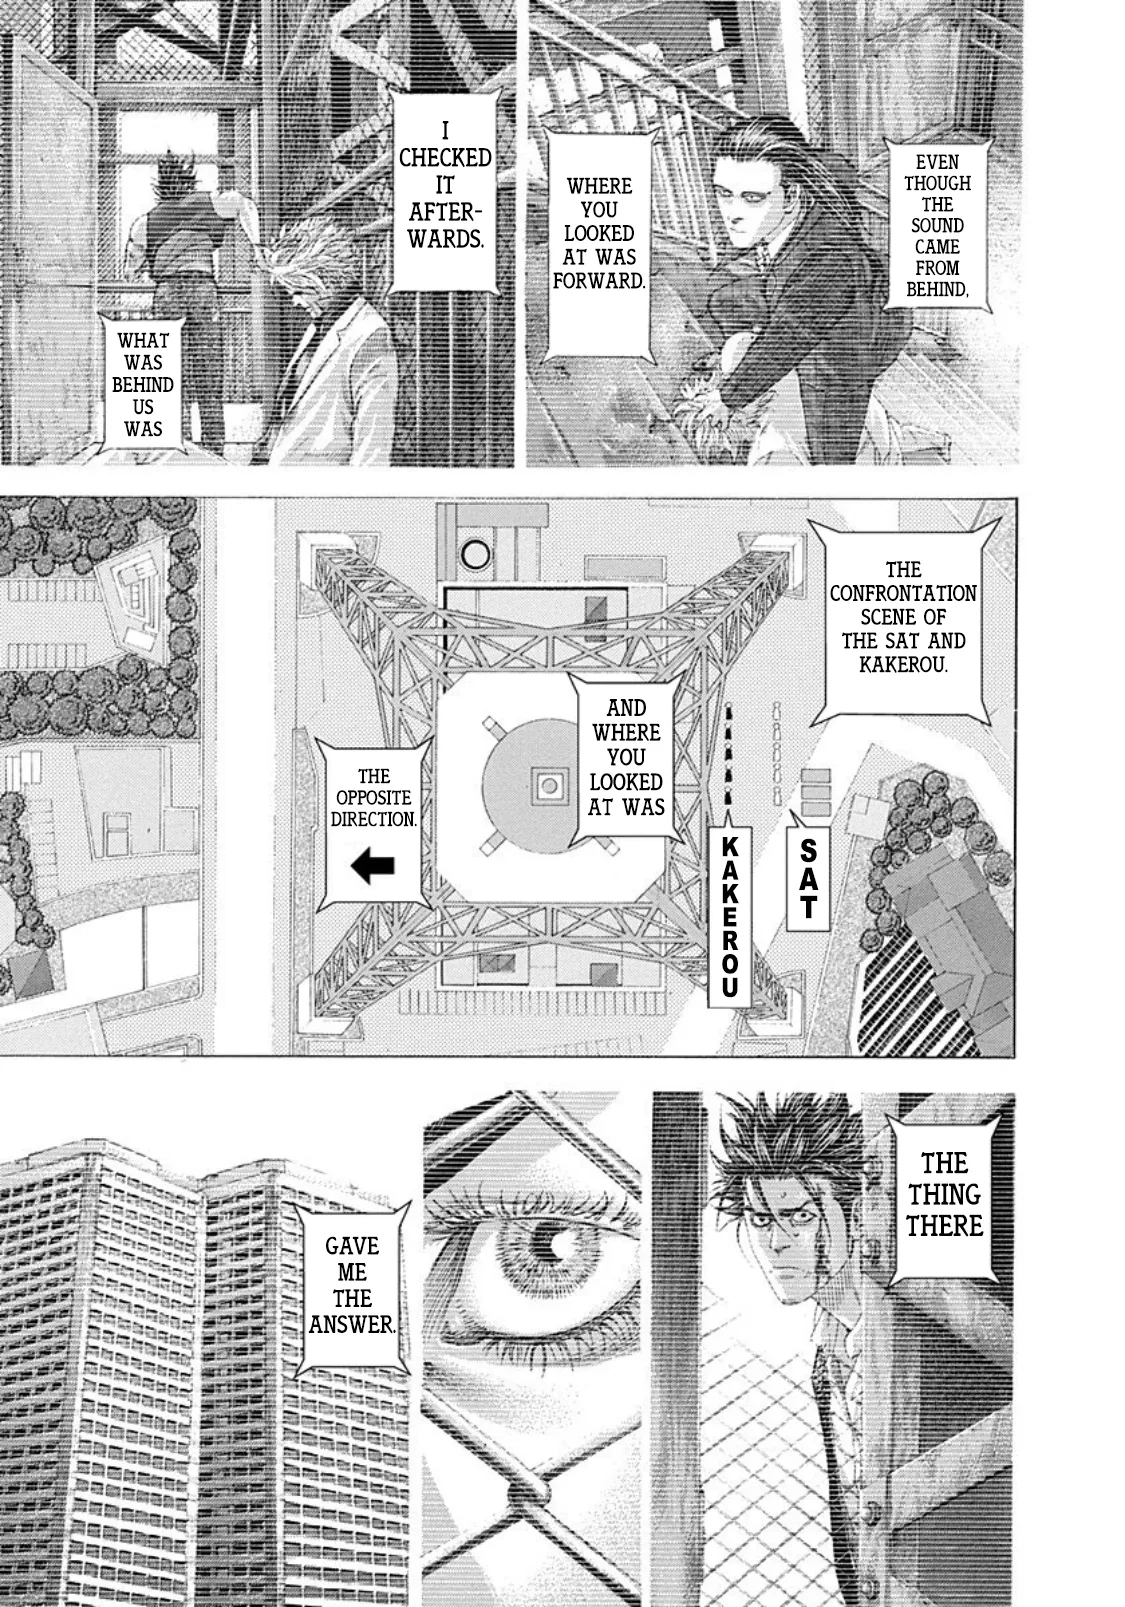 EVEN
THOUGH
THE
SOUND
CAME
FROM
BEHIND,
WHERE
YOU
LOOKED
AT WAS
FORWARD.
I
CHECKED
IT
AFTER-
WARDS.
WHAT
WAS
BEHIND
US
WAS
THE
CONFRONTATION
SCENE OF
THE SAT AND
KAKEROU.
SAT
KAKEROU
AND
WHERE
YOU
LOOKED
AT WAS
THE
OPPOSITE
DIRECTION.
THE
THING
THERE
GAVE
ME
THE
ANSWER.